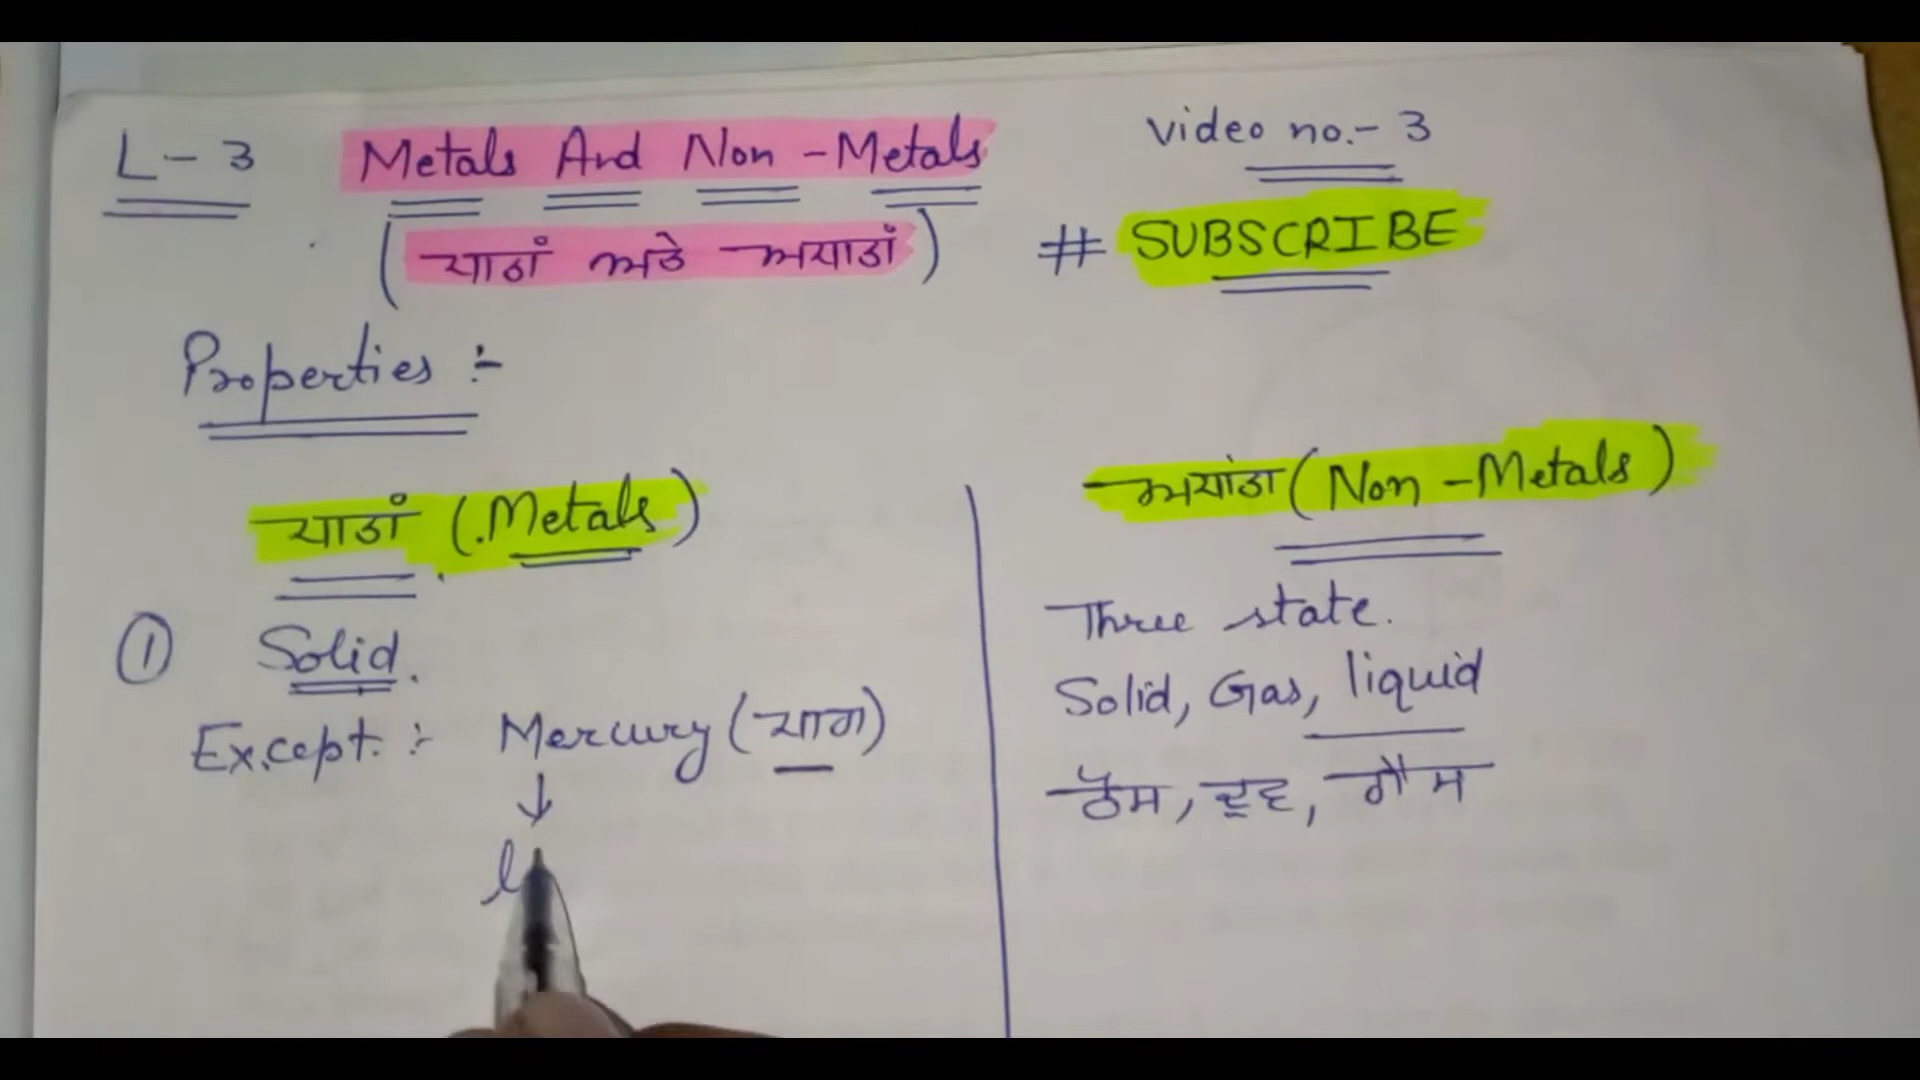 L - 3 Metals And Non - Metals
(ਧਾਤਾਂ ਅਤੇ ਅਧਾਤਾਂ)
Video no. - 3
# SUBSCRIBE
Properties :-
ਧਾਤਾਂ (Metals)
① Solid.
Except :- Mercury (ਪਾਰਾ)
↓
l
ਅਧਾਂਤਾ (Non - Metals)
Three state.
Solid, Gas, liquid
ਠੋਸ, ਦ੍ਰਵ, ਗੈਸ